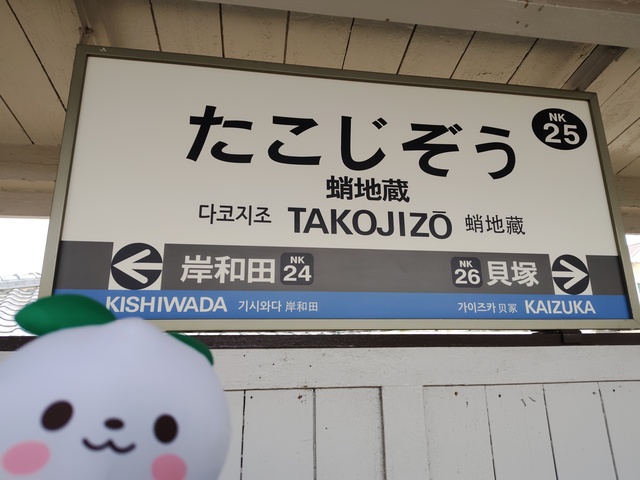 たこじぞう
NK
25
蛸地蔵
다코지조 TAKOJIZŌ 蛸地藏
岸和田 NK 24
NK 26 貝塚
KISHIWADA 기시와다 岸和田
가이즈카 贝冢 KAIZUKA